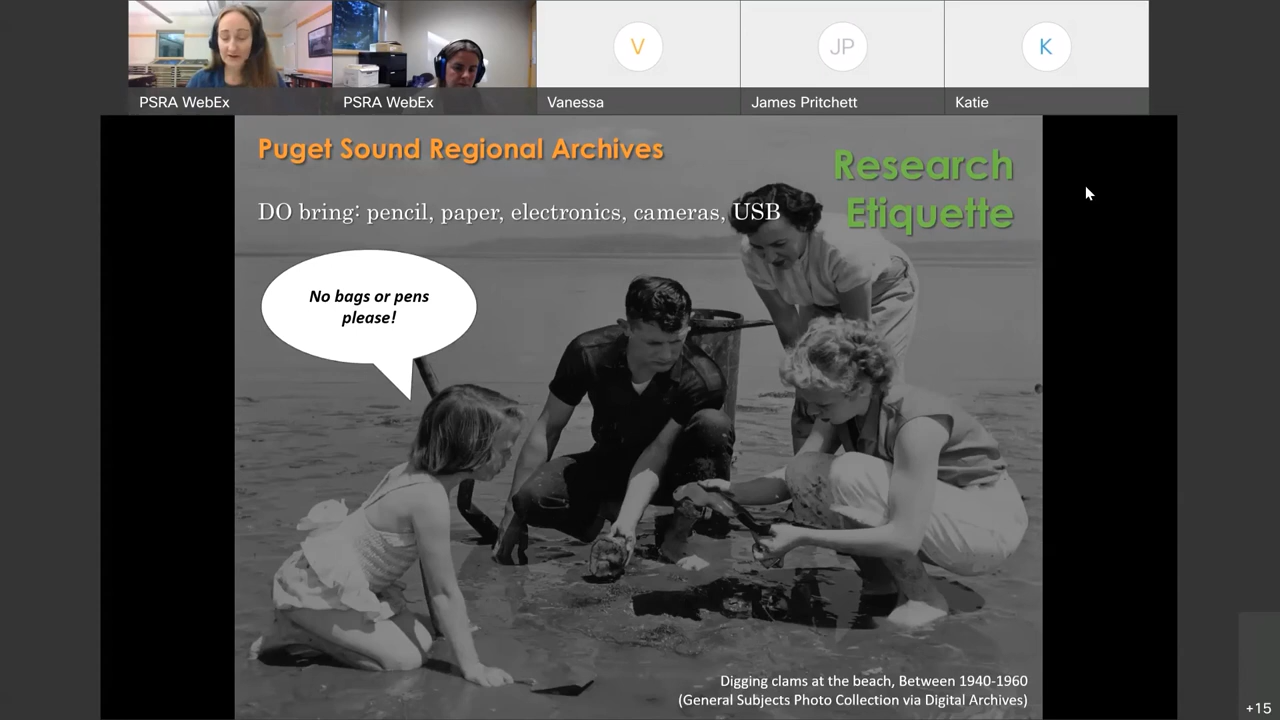 V
JP
K
PSRA WebEx
PSRA WebEx
Vanessa
James Pritchett
Katie
Puget Sound Regional Archives
Research
Etiquette
DO bring: pencil, paper, electronics, cameras, USB
No bags or pens
please!
Digging clams at the beach, Between 1940-1960
(General Subjects Photo Collection via Digital Archives)
+15